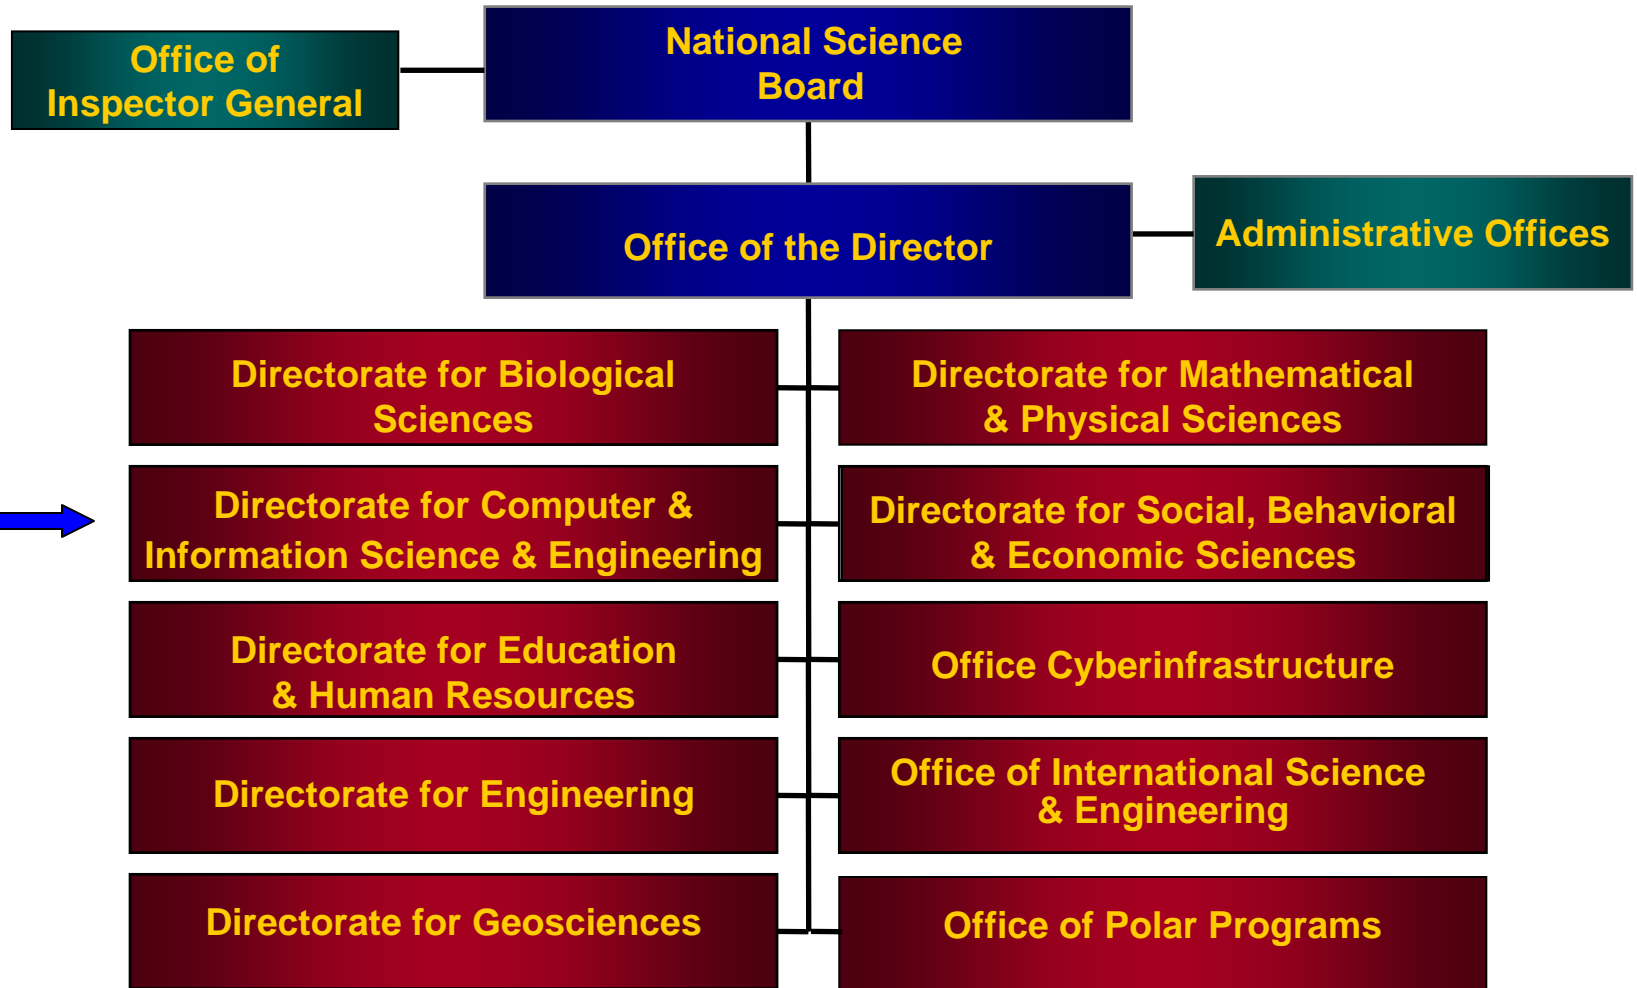 Office of
Inspector General
National Science
Board
Office of the Director
Administrative Offices
Directorate for Biological
Sciences
Directorate for Mathematical
& Physical Sciences
Directorate for Computer &
Information Science & Engineering
Directorate for Social, Behavioral
& Economic Sciences
Directorate for Education
& Human Resources
Office Cyberinfrastructure
Directorate for Engineering
Office of International Science
& Engineering
Directorate for Geosciences
Office of Polar Programs